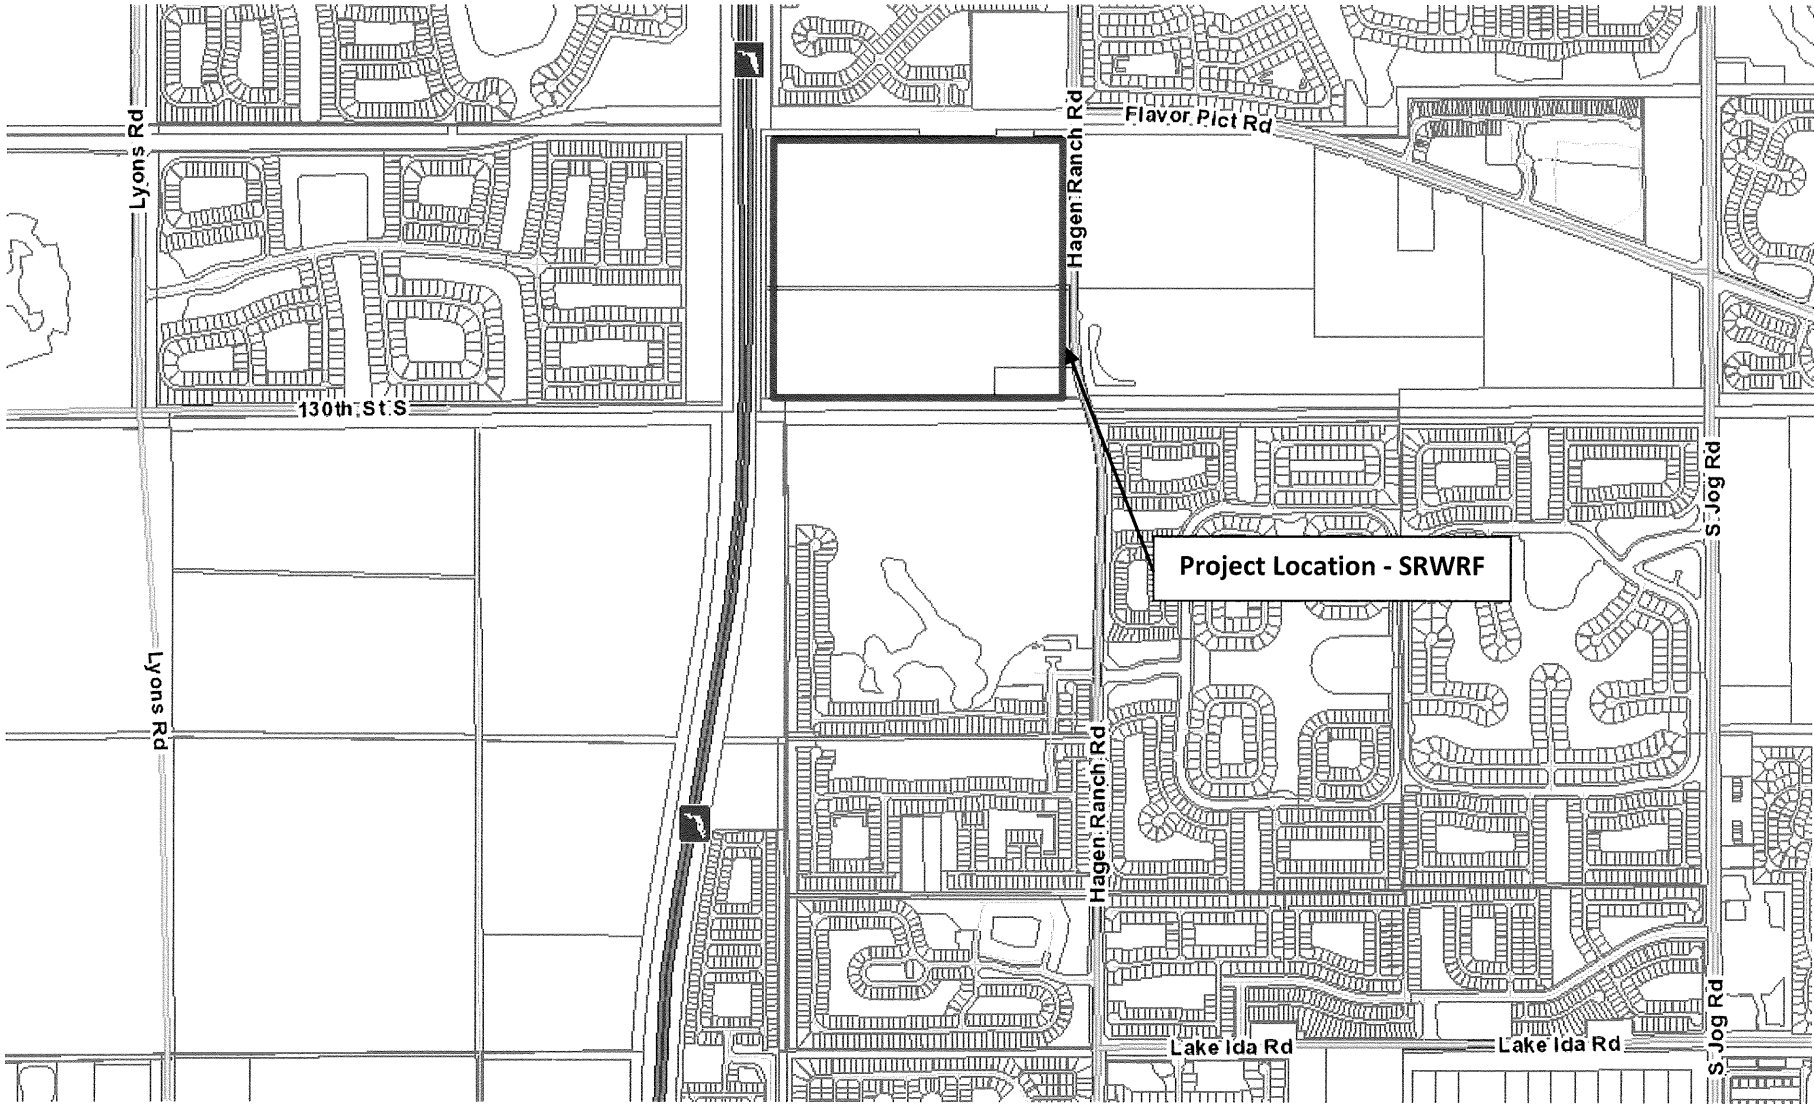 Lyons Rd
Hagen Ranch Rd
Flavor Pict Rd
130th St S
S Jog Rd
Project Location - SRWRF
Lyons Rd
Hagen Ranch Rd
S Jog Rd
Lake Ida Rd
Lake Ida Rd